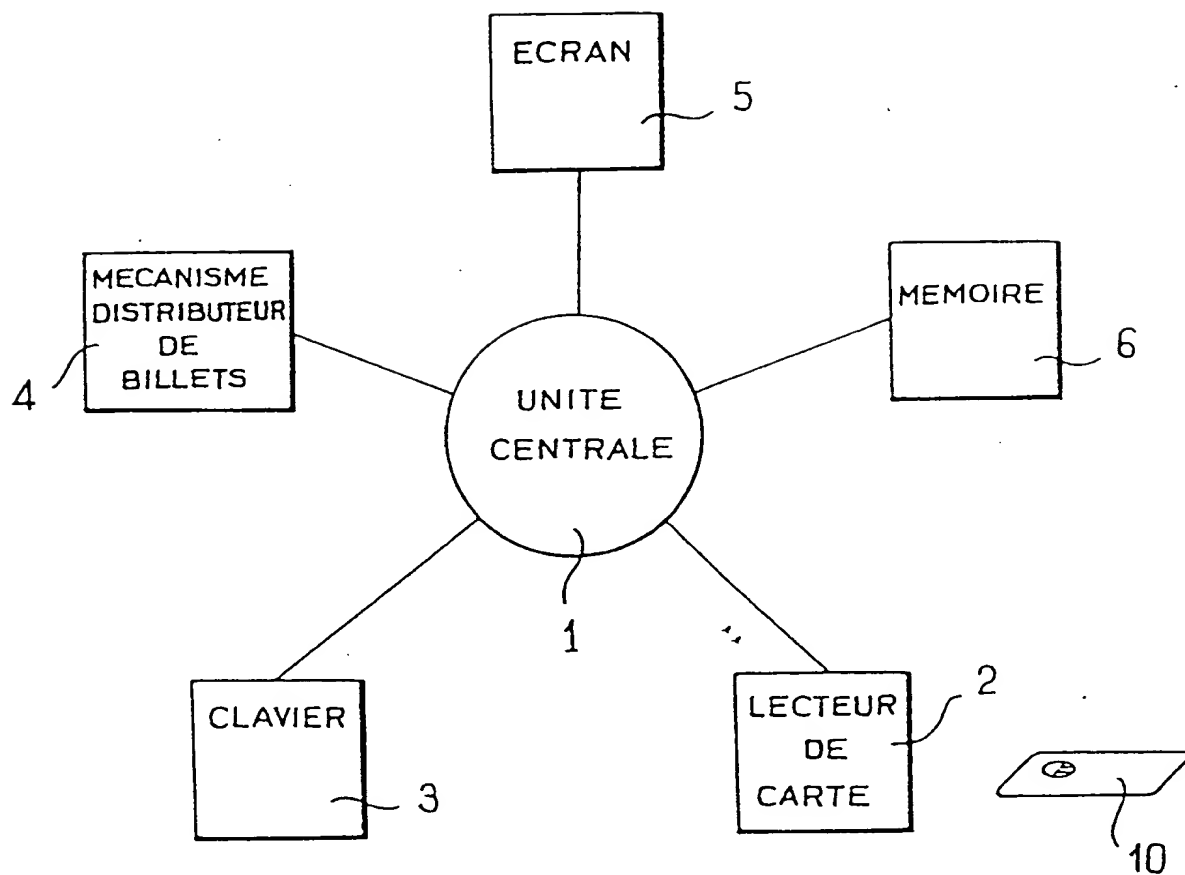 ECRAN
5
MECANISME
DISTRIBUTEUR
DE
BILLETS
4
MEMOIRE
6
UNITE
CENTRALE
1
CLAVIER
3
LECTEUR
DE
CARTE
2
10